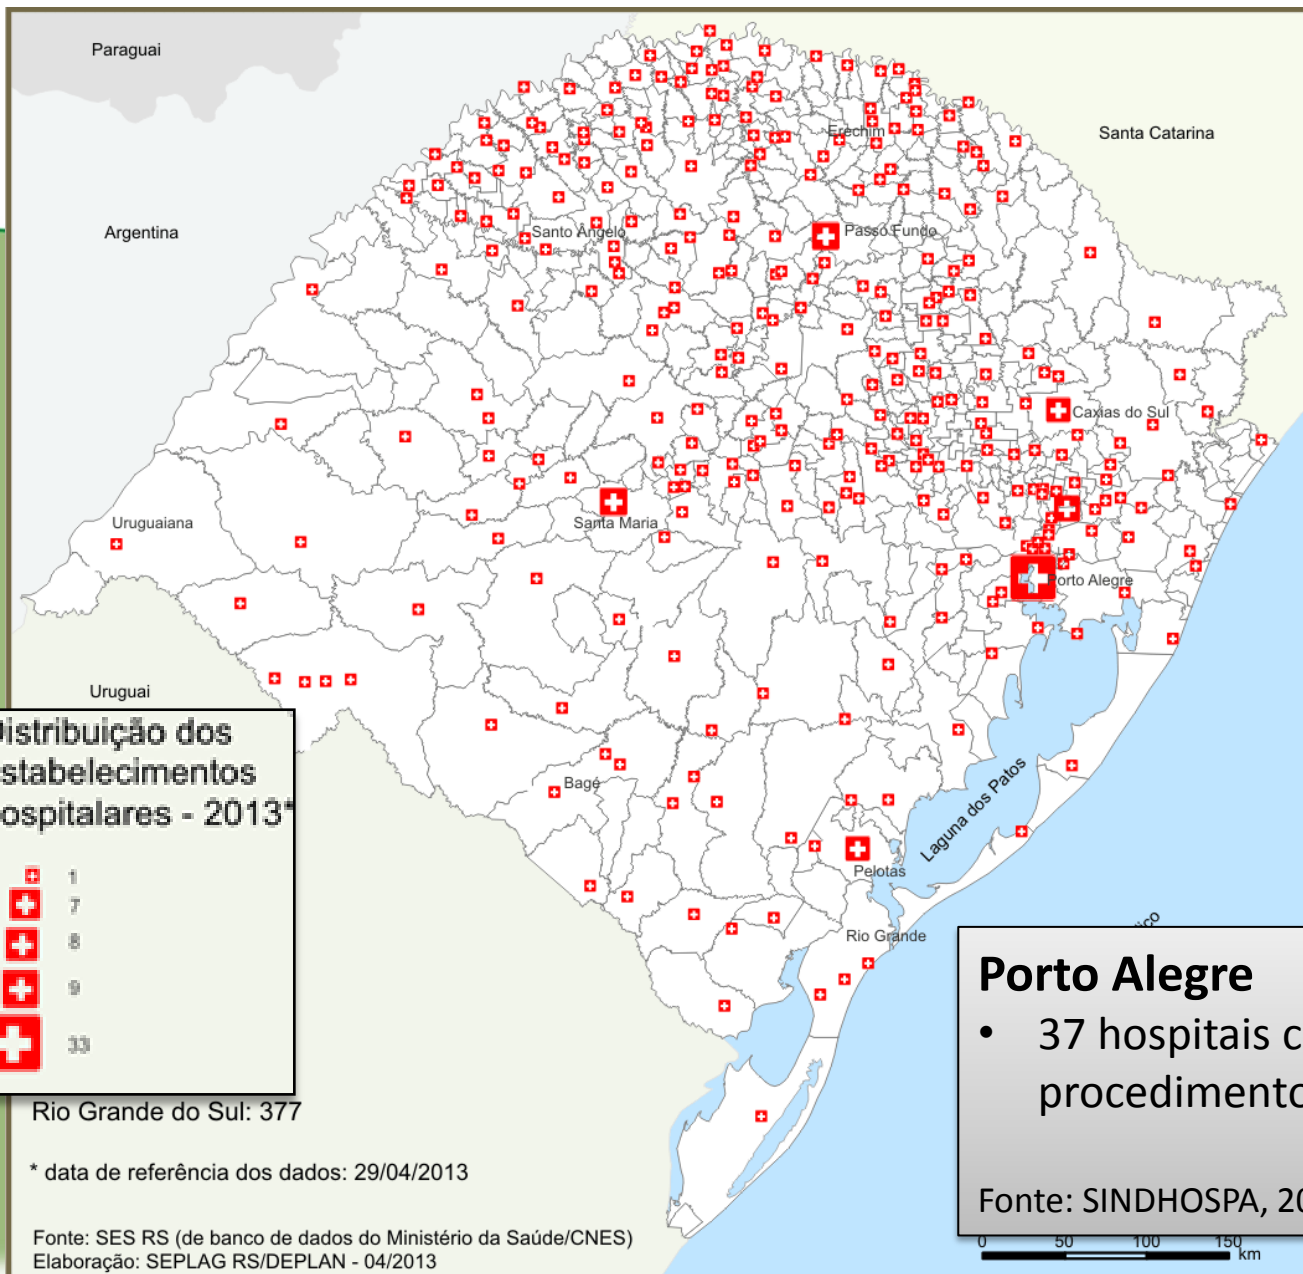 Paraguai
Santa Catarina
Erechim
Argentina
Santo Ângelo
Passo Fundo
Caxias do Sul
Uruguaiana
Santa Maria
Porto Alegre
Uruguai
istribuição dos
stabelecimentos
ospitalares - 2013*
1
7
8
9
33
Bagé
Laguna dos Patos
Pelotas
Rio Grande
ico
Porto Alegre
• 37 hospitais c
procedimento
Fonte: SINDHOSPA, 20
Rio Grande do Sul: 377
* data de referência dos dados: 29/04/2013
Fonte: SES RS (de banco de dados do Ministério da Saúde/CNES)
Elaboração: SEPLAG RS/DEPLAN - 04/2013
0 50 100 150
km